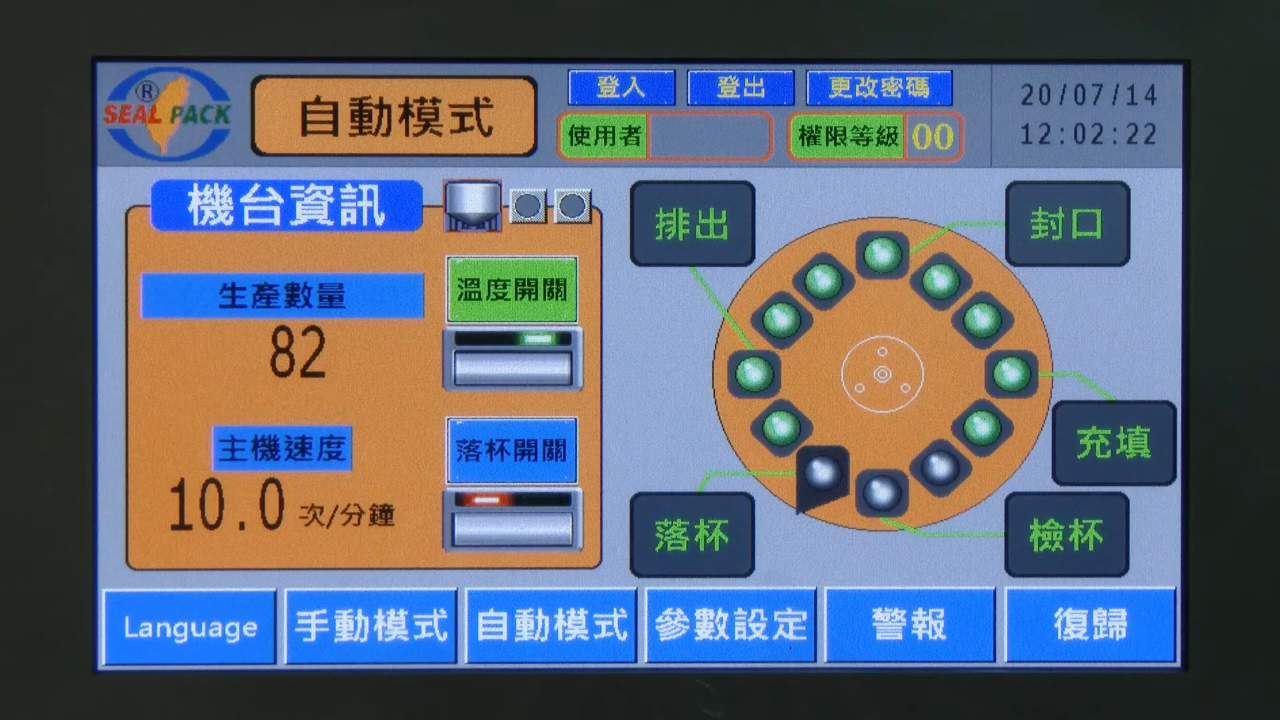 ® SEAL PACK
自動模式
登入 登出 更改密碼
使用者 權限等級 00
20/07/14
12:02:22
機台資訊
生產數量
82
主機速度
10.0 次/分鐘
溫度開關
落杯開關
排出
封口
充填
落杯
檢杯
Language 手動模式 自動模式 參數設定 警報 復歸